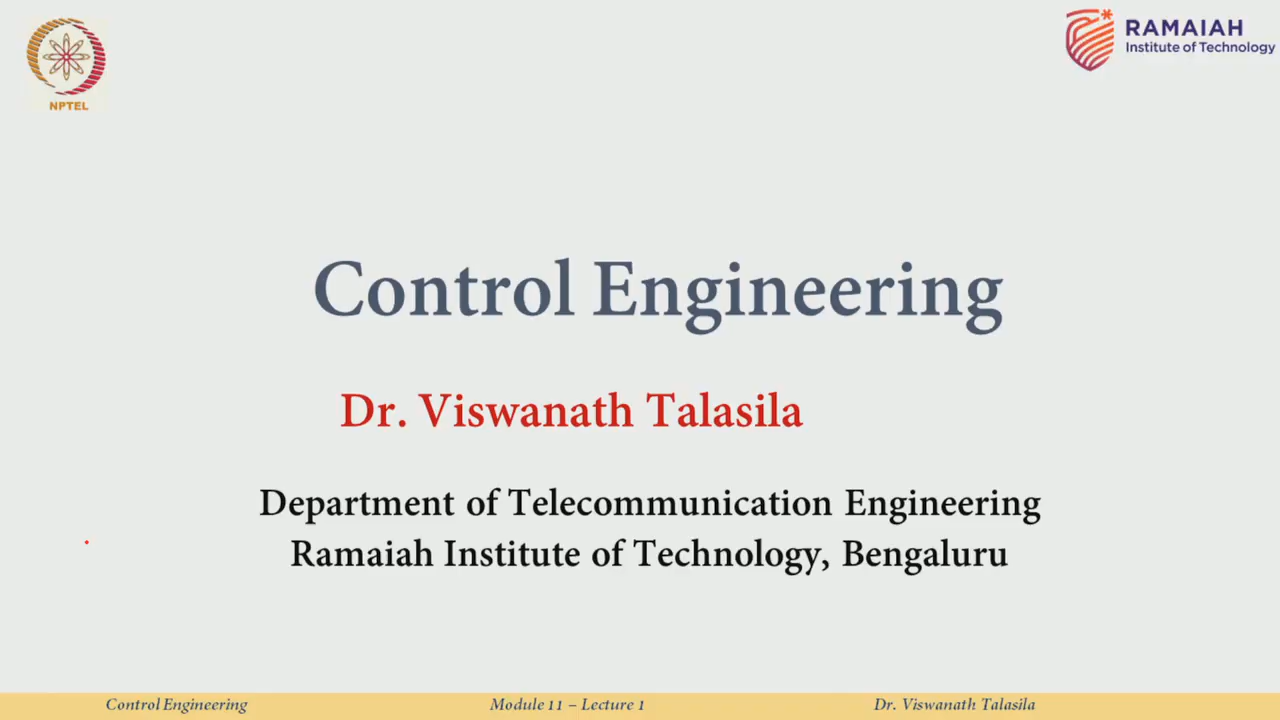 NPTEL
RAMAIAH
Institute of Technology
Control Engineering
Dr. Viswanath Talasila
Department of Telecommunication Engineering
Ramaiah Institute of Technology, Bengaluru
Control Engineering
Module 11 – Lecture 1
Dr. Viswanath Talasila